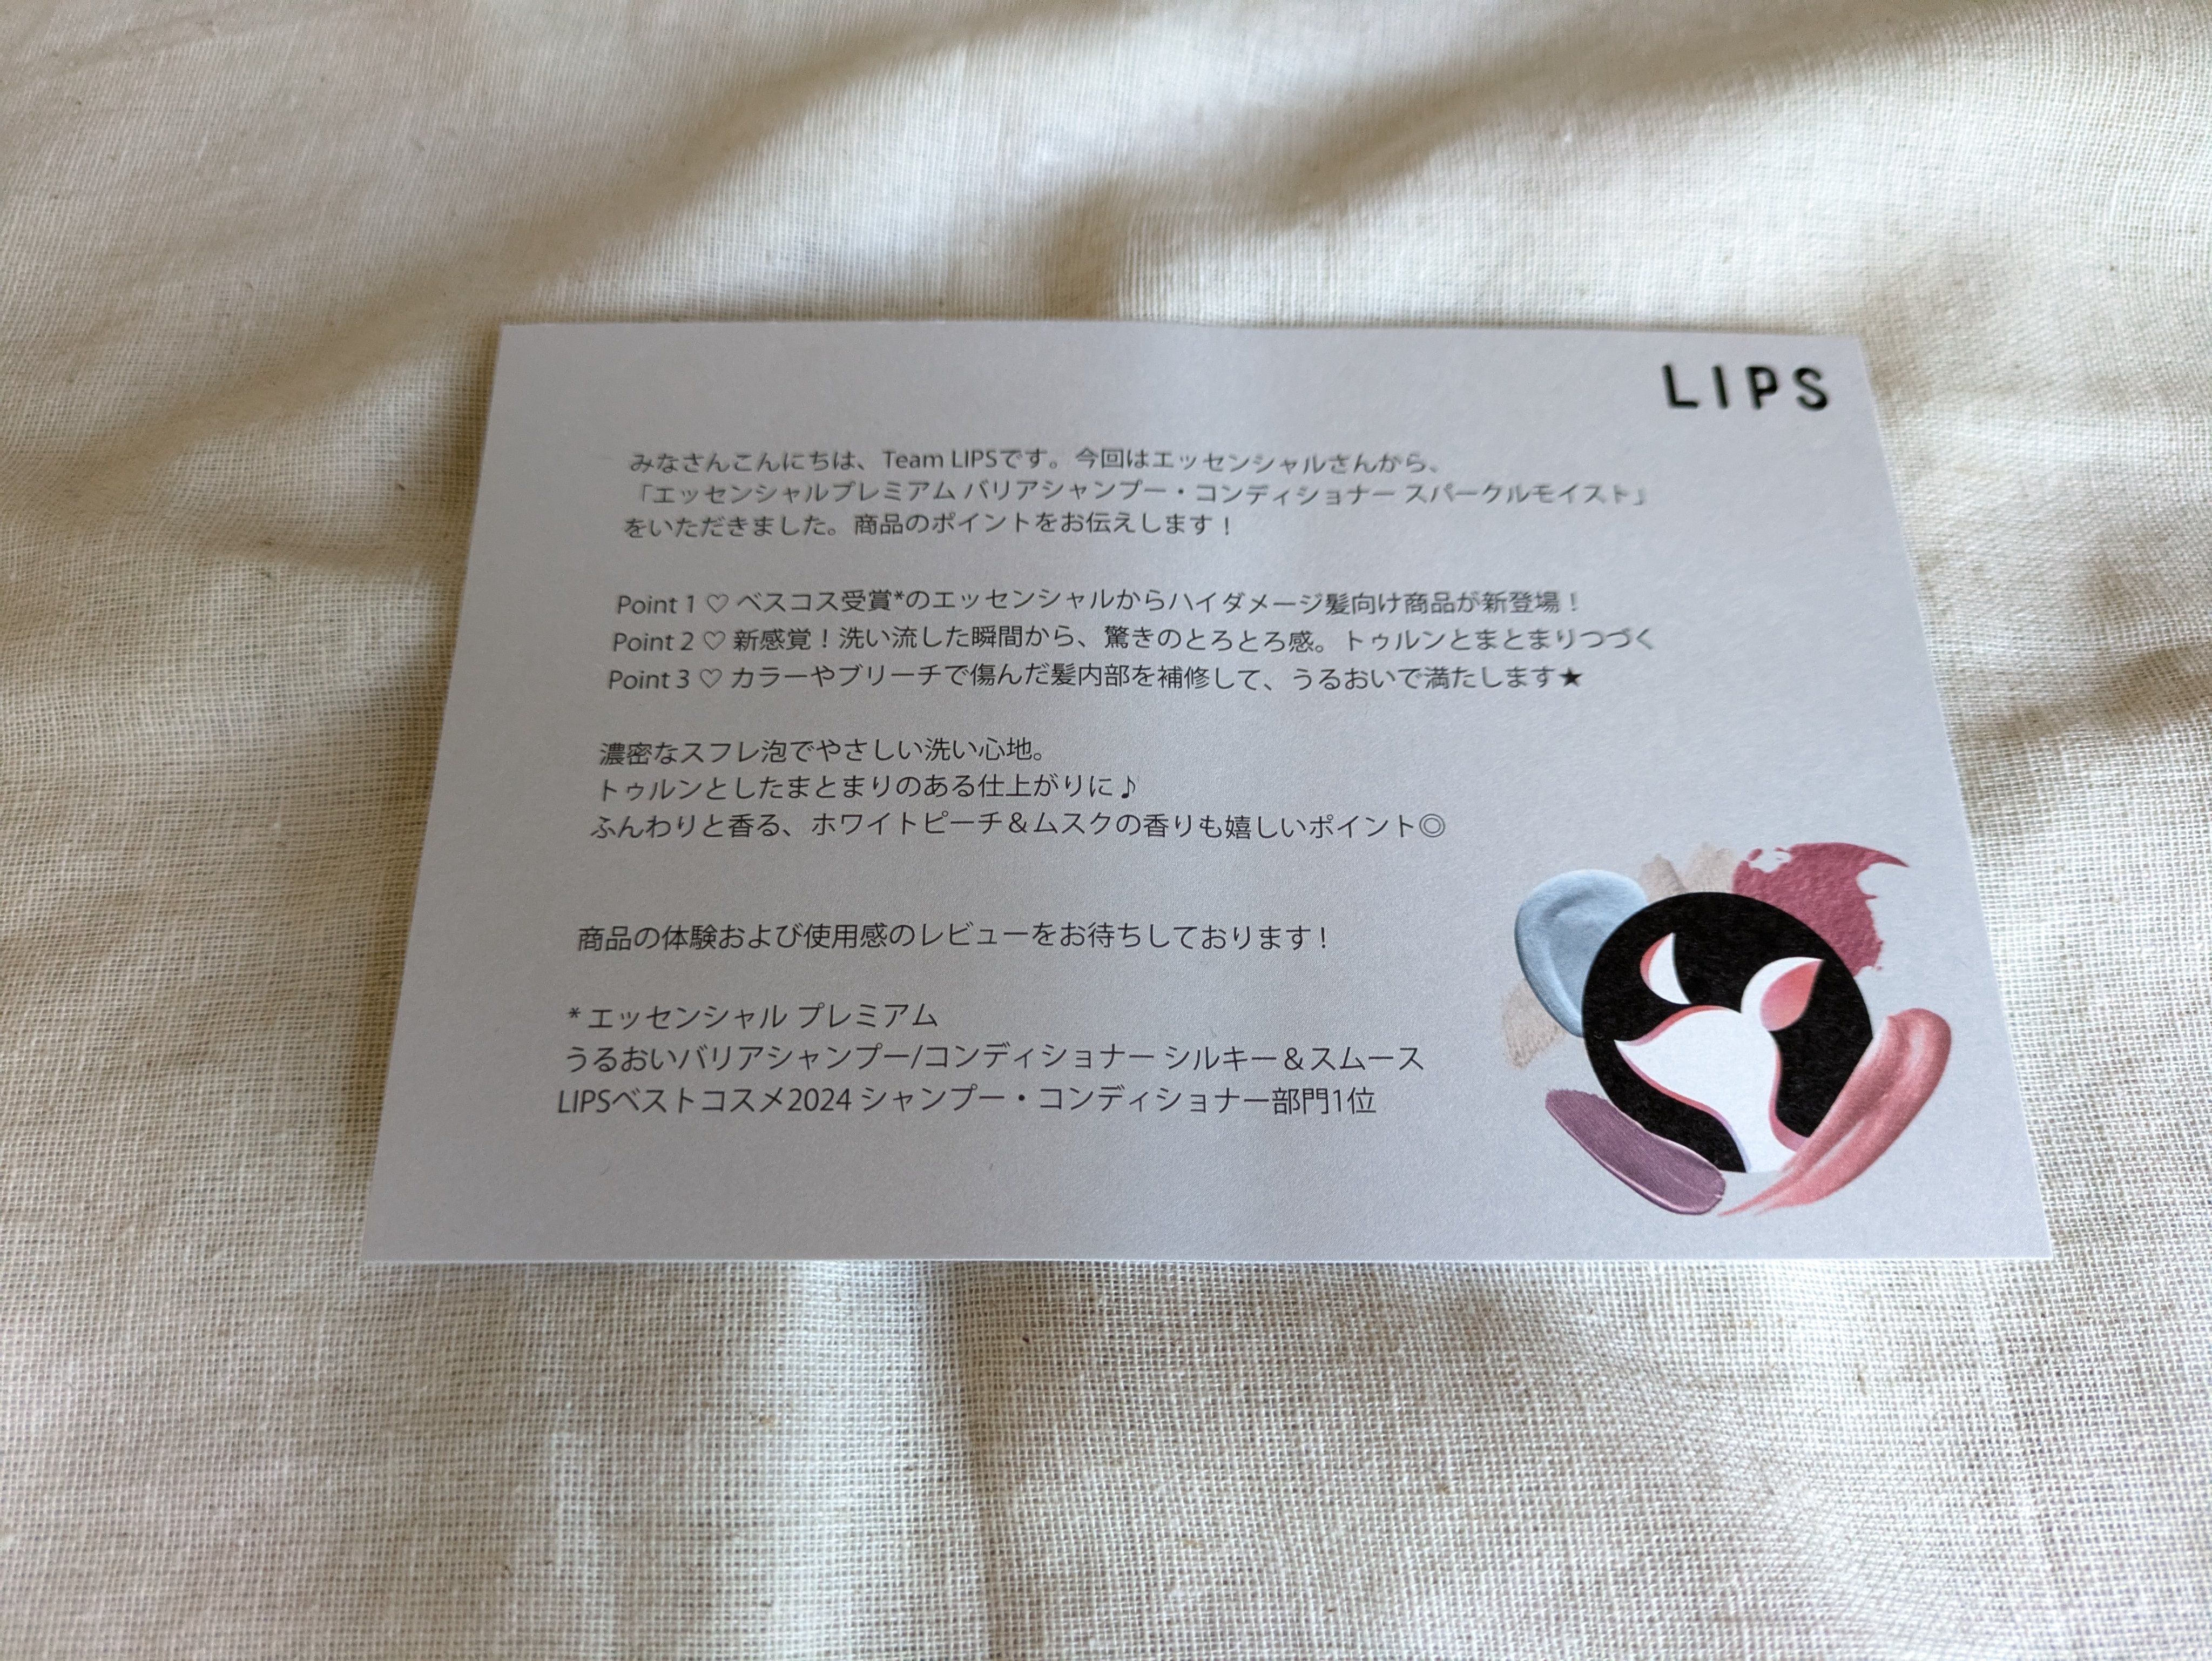 LIPS
みなさんこんにちは、Team LIPSです。今回はエッセンシャルさんから、
「エッセンシャルプレミアム バリアシャンプー・コンディショナー スパークルモイスト」
をいただきました。商品のポイントをお伝えします！
Point 1 ♡ ベスコス受賞*のエッセンシャルからハイダメージ髪向け商品が新登場！
Point 2 ♡ 新感覚！洗い流した瞬間から、驚きのとろとろ感。トゥルンとまとまりつづく
Point 3 ♡ カラーやブリーチで傷んだ髪内部を補修して、うるおいで満たします★
濃密なスフレ泡でやさしい洗い心地。
トゥルンとしたまとまりのある仕上がりに♪
ふんわりと香る、ホワイトピーチ＆ムスクの香りも嬉しいポイント◎
商品の体験および使用感のレビューをお待ちしております！
* エッセンシャル プレミアム
うるおいバリアシャンプー/コンディショナー シルキー＆スムース
LIPSベストコスメ2024 シャンプー・コンディショナー部門1位